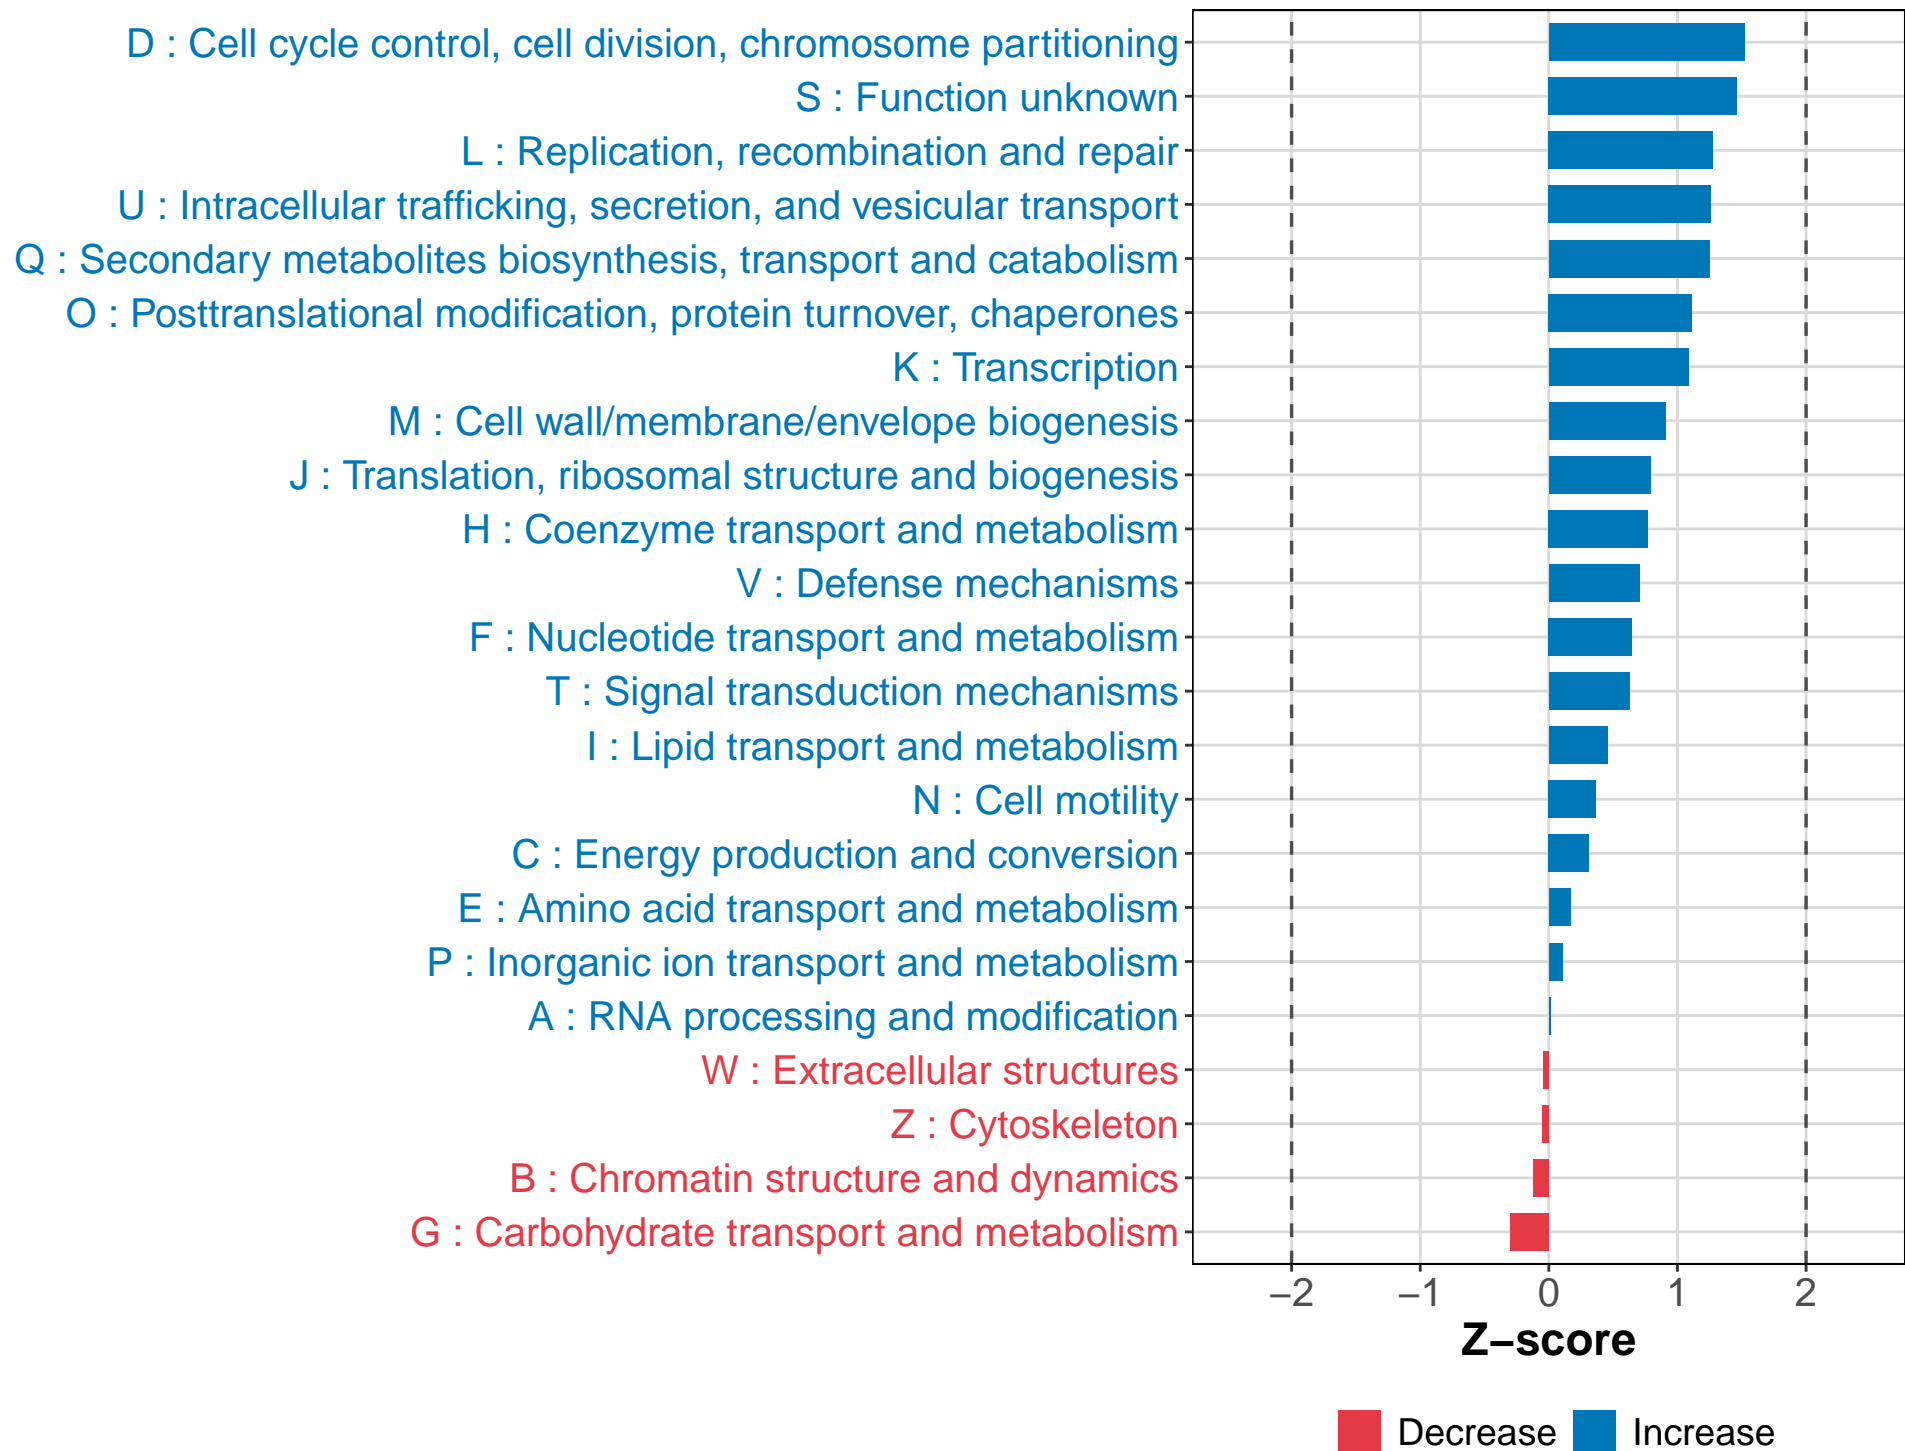 D : Cell cycle control, cell division, chromosome partitioning
S : Function unknown
L : Replication, recombination and repair
U : Intracellular trafficking, secretion, and vesicular transport
Q : Secondary metabolites biosynthesis, transport and catabolism
O : Posttranslational modification, protein turnover, chaperones
K : Transcription
M : Cell wall/membrane/envelope biogenesis
J : Translation, ribosomal structure and biogenesis
H : Coenzyme transport and metabolism
V : Defense mechanisms
F : Nucleotide transport and metabolism
T : Signal transduction mechanisms
I : Lipid transport and metabolism
N : Cell motility
C : Energy production and conversion
E : Amino acid transport and metabolism
P : Inorganic ion transport and metabolism
A : RNA processing and modification
W : Extracellular structures
Z : Cytoskeleton
B : Chromatin structure and dynamics
G : Carbohydrate transport and metabolism
−2 −1 0 1 2
Z−score
Decrease Increase